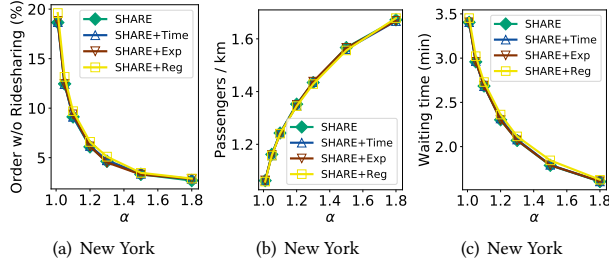 Order w/o Ridesharing (%)
20
15
10
5
SHARE
SHARE+Time
SHARE+Exp
SHARE+Reg
1.0 1.2 1.4 1.6 1.8
α
(a) New York
Passengers / km
1.6
1.4
1.2
SHARE
SHARE+Time
SHARE+Exp
SHARE+Reg
1.0 1.2 1.4 1.6 1.8
α
(b) New York
Waiting time (min)
3.5
3.0
2.5
2.0
SHARE
SHARE+Time
SHARE+Exp
SHARE+Reg
1.0 1.2 1.4 1.6 1.8
α
(c) New York